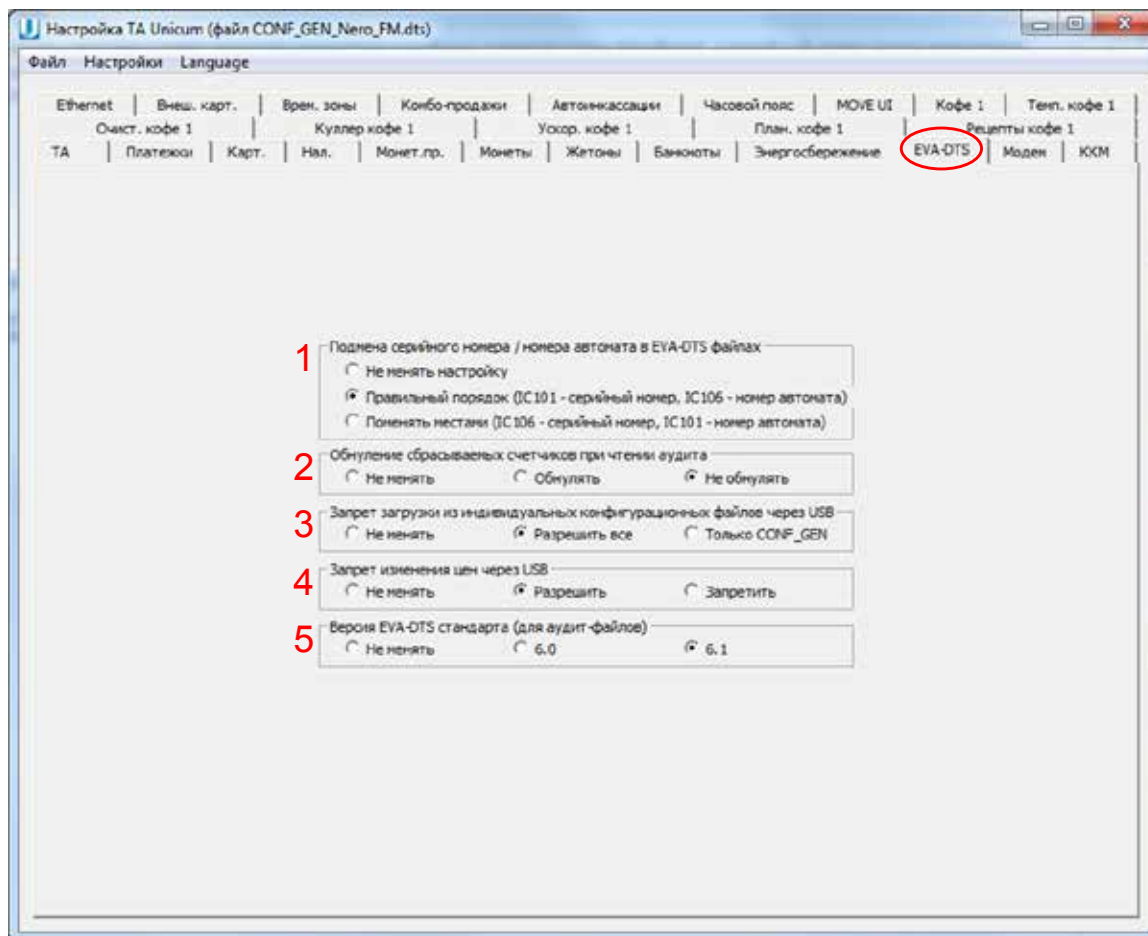 Настройка TA Unicum (файл CONF_GEN_Nero_FM.dts)
Файл Настройки Language
Ethernet Внеш. карт. Врем. зоны Комбо-продажи Автоинкассации Часовой пояс MOVE UI Кофе 1 Темп. кофе 1
Очист. кофе 1 Куллер кофе 1 Ускор. кофе 1 План. кофе 1 Рецепты кофе 1
ТА Платежки Карт. Нал. Монет.пр. Монеты Жетоны Банкноты Энергосбережение EVA-DTS Модем ККМ
1 Подмена серийного номера / номера автомата в EVA-DTS файлах
Не менять настройку
Правильный порядок (IC101 - серийный номер, IC106 - номер автомата)
Поменять местами (IC106 - серийный номер, IC101 - номер автомата)
2 Обнуление сбрасываемых счетчиков при чтении аудита
Не менять Обнулять Не обнулять
3 Запрет загрузки из индивидуальных конфигурационных файлов через USB
Не менять Разрешить все Только CONF_GEN
4 Запрет изменения цен через USB
Не менять Разрешить Запретить
5 Версия EVA-DTS стандарта (для аудит-файлов)
Не менять 6.0 6.1